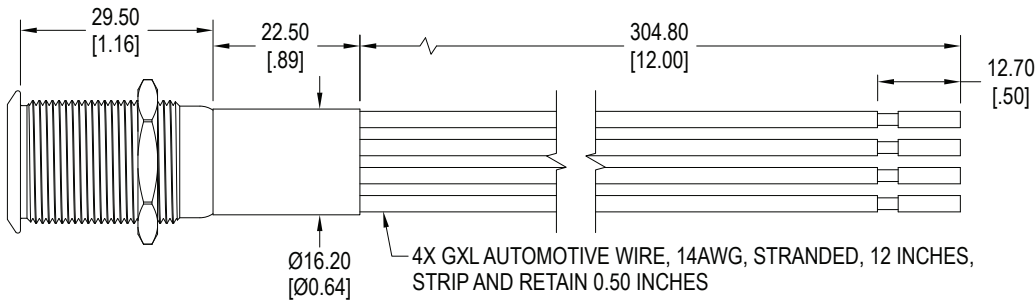 29.50
[1.16]
22.50
[.89]
304.80
[12.00]
12.70
[.50]
Ø16.20
[Ø0.64]
4X GXL AUTOMOTIVE WIRE, 14AWG, STRANDED, 12 INCHES,
STRIP AND RETAIN 0.50 INCHES